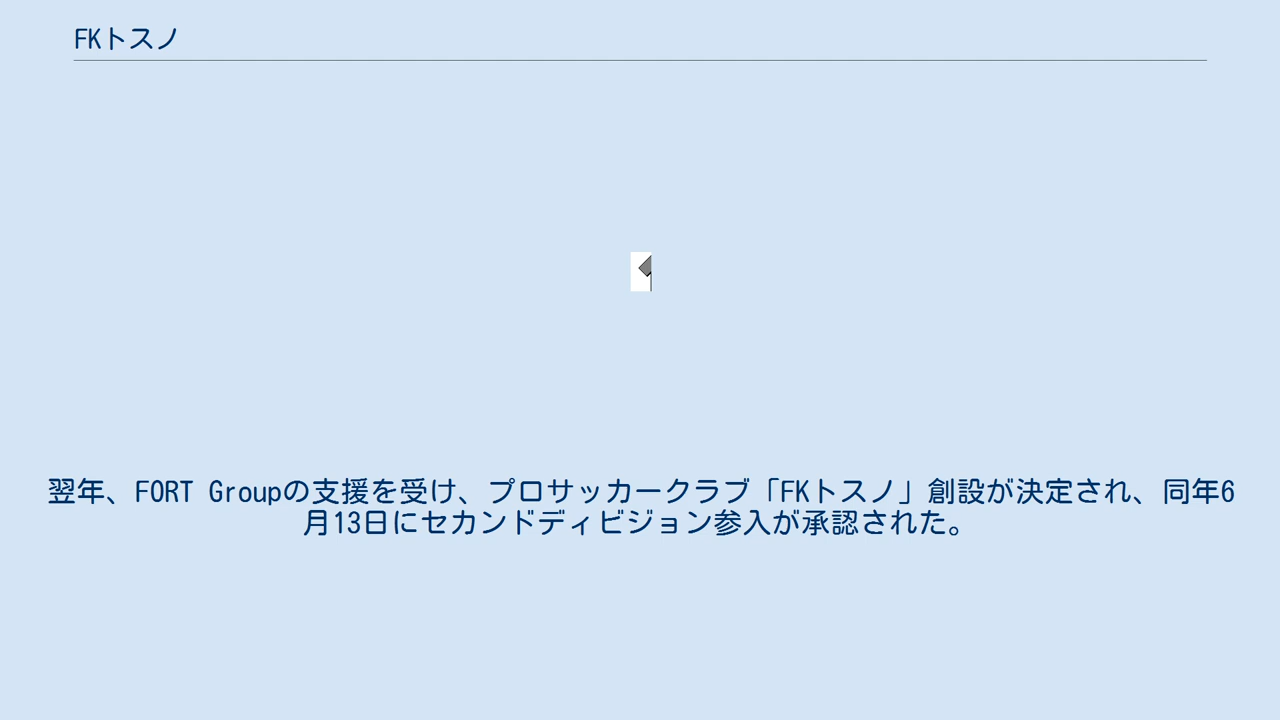 FKトスノ
翌年、FORT Groupの支援を受け、プロサッカークラブ「FKトスノ」創設が決定され、同年6
月13日にセカンドディビジョン参入が承認された。